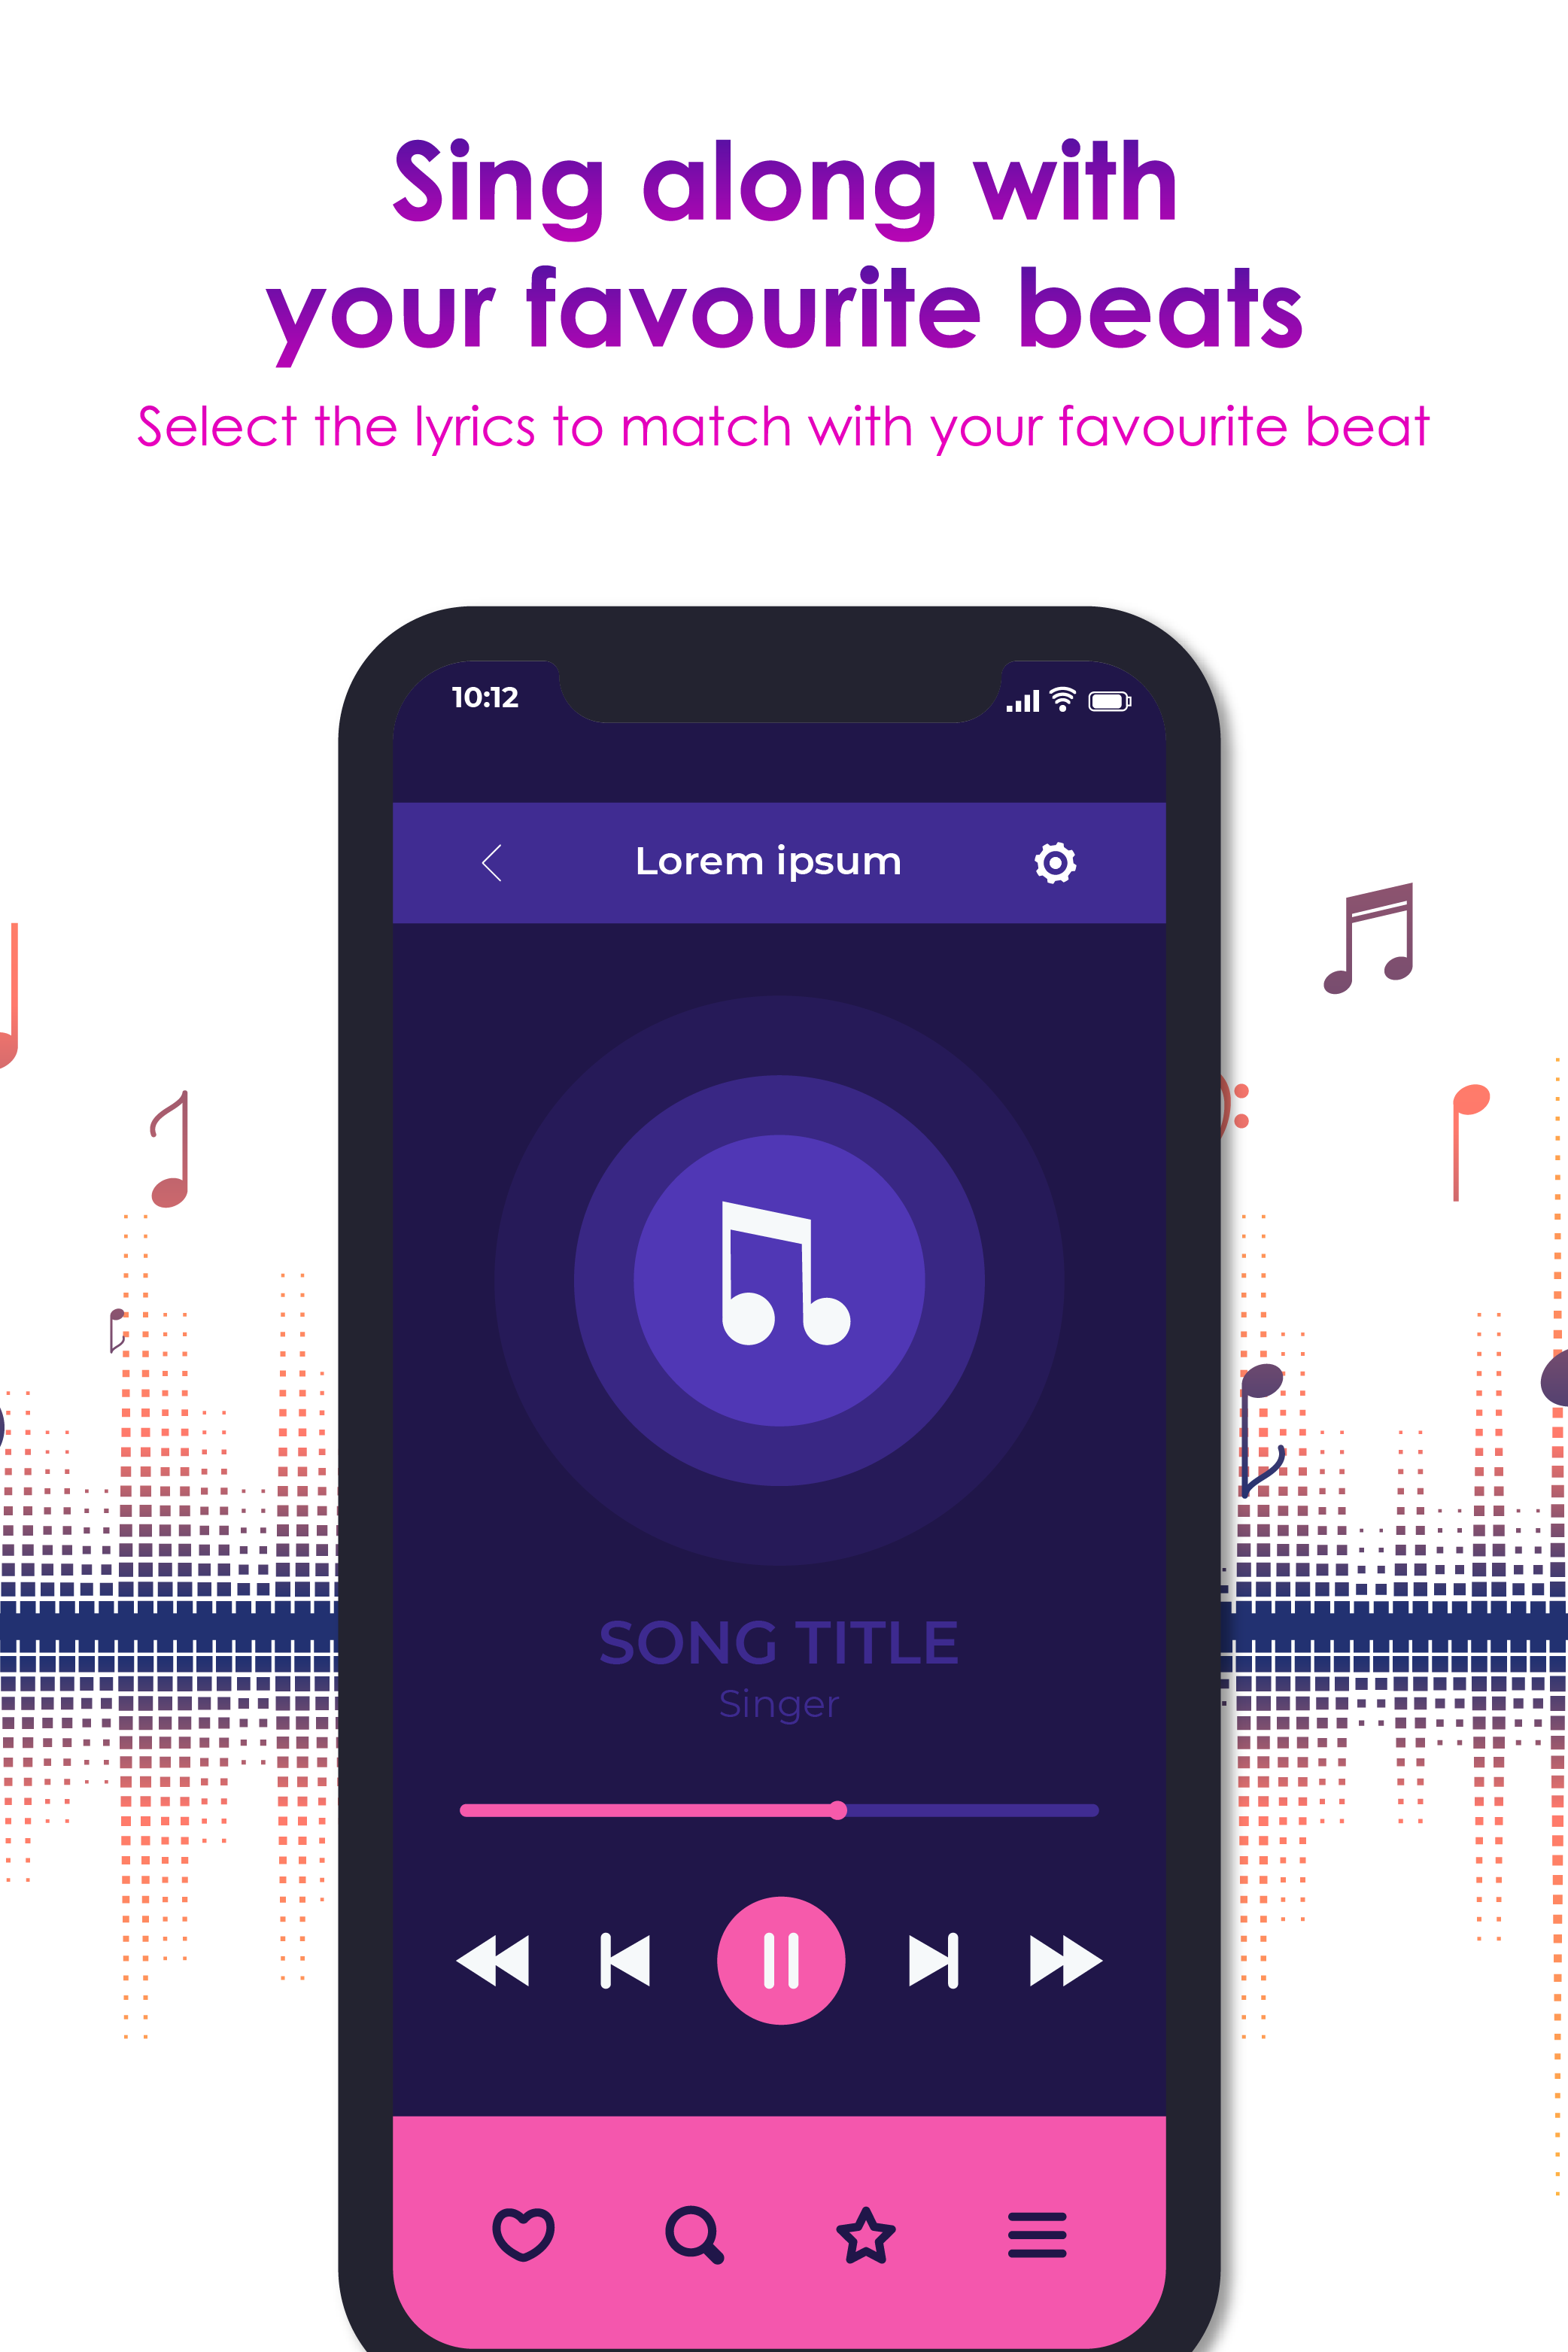 Sing along with
your favourite beats
Select the lyrics to match with your favourite beat
10:12
Lorem ipsum
SONG TITLE
Singer